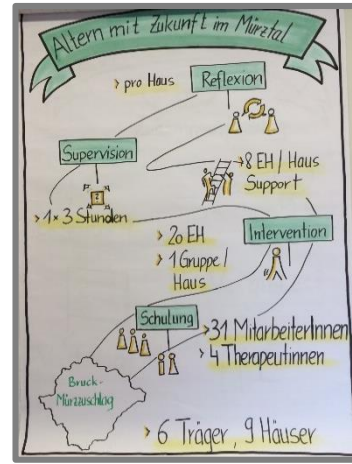 Altern mit Zukunft im Mürztal
> pro Haus
Reflexion
Supervision
> 8 EH / Haus
Support
> 1 × 3 Stunden
> 20 EH
> 1 Gruppe /
Haus
Intervention
Schulung
> 31 MitarbeiterInnen
> 4 Therapeutinnen
Bruck-
Mürzzuschlag
> 6 Träger, 9 Häuser